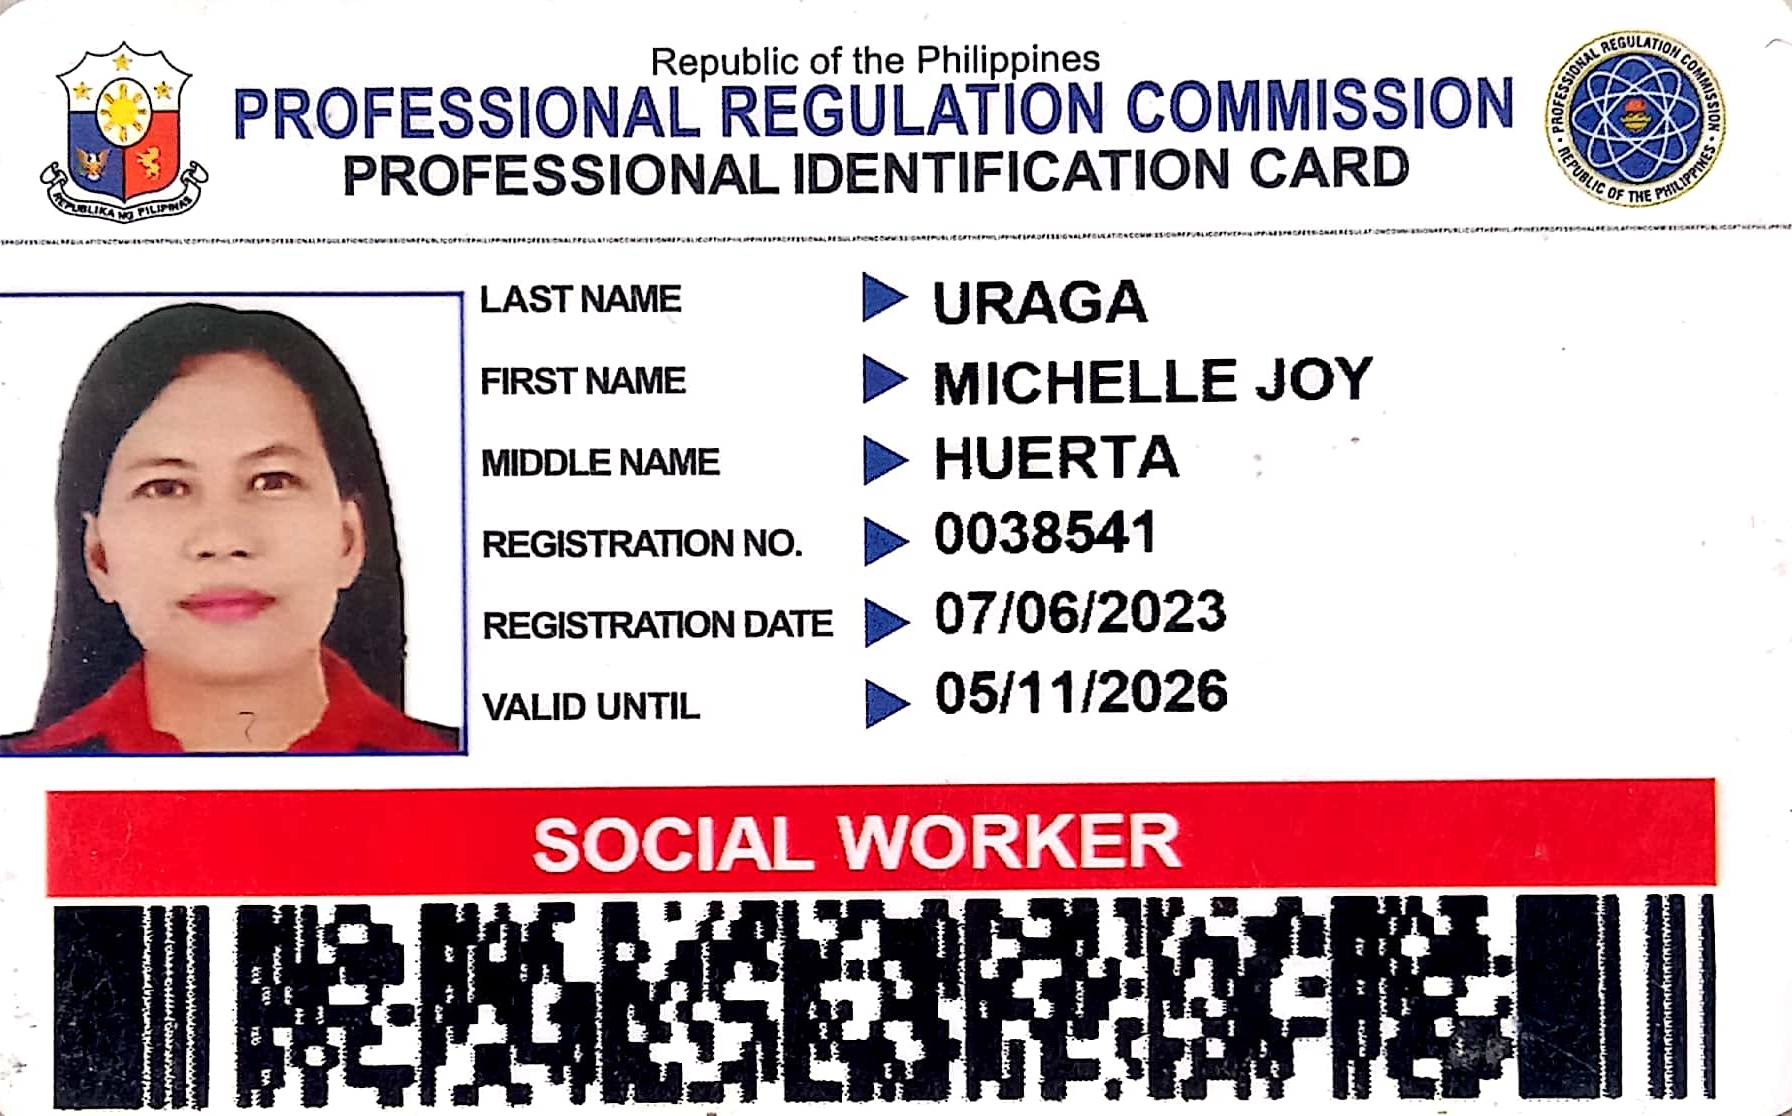 Republic of the Philippines
PROFESSIONAL REGULATION COMMISSION
PROFESSIONAL IDENTIFICATION CARD
REPUBLIKA NG PILIPINAS
PROFESSIONAL REGULATION COMMISSION
REPUBLIC OF THE PHILIPPINES
LAST NAME URAGA
FIRST NAME MICHELLE JOY
MIDDLE NAME HUERTA
REGISTRATION NO. 0038541
REGISTRATION DATE 07/06/2023
VALID UNTIL 05/11/2026
SOCIAL WORKER